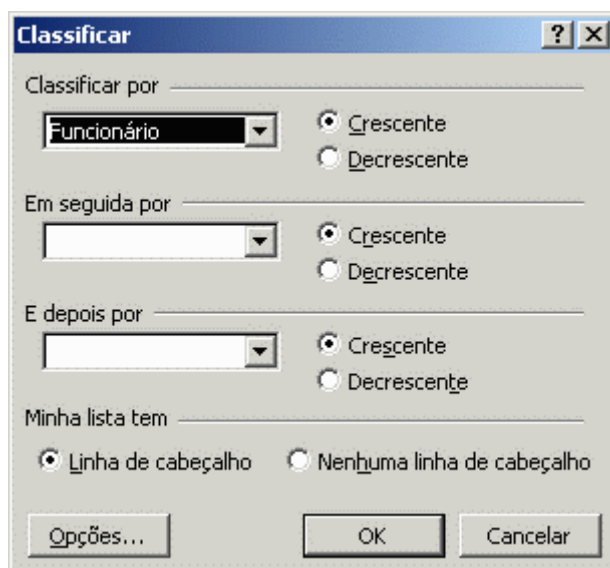 Classificar
Classificar por
Funcionário
Crescente
Decrescente
Em seguida por
Crescente
Decrescente
E depois por
Crescente
Decrescente
Minha lista tem
Linha de cabeçalho Nenhuma linha de cabeçalho
Opções... OK Cancelar